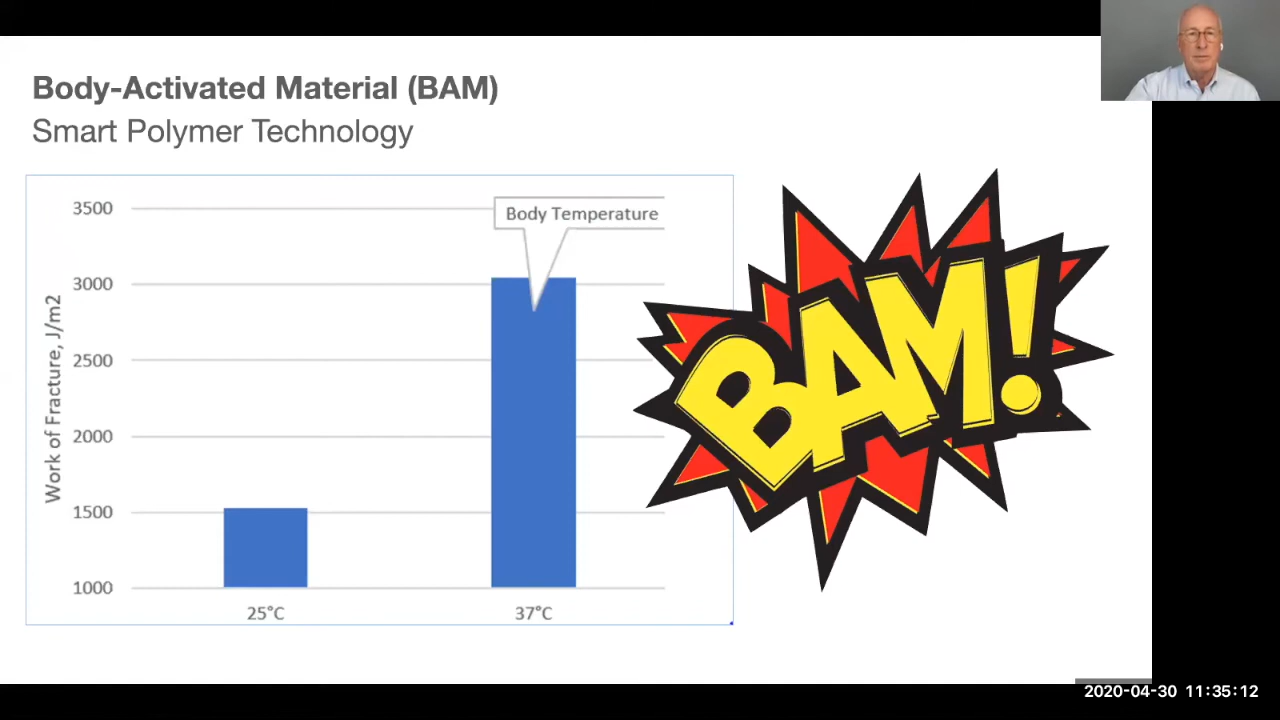 Body-Activated Material (BAM)
Smart Polymer Technology
3500
Body Temperature
3000
2500
2000
1500
1000
Work of Fracture, J/m2
25°C
37°C
BAM!
2020-04-30 11:35:12